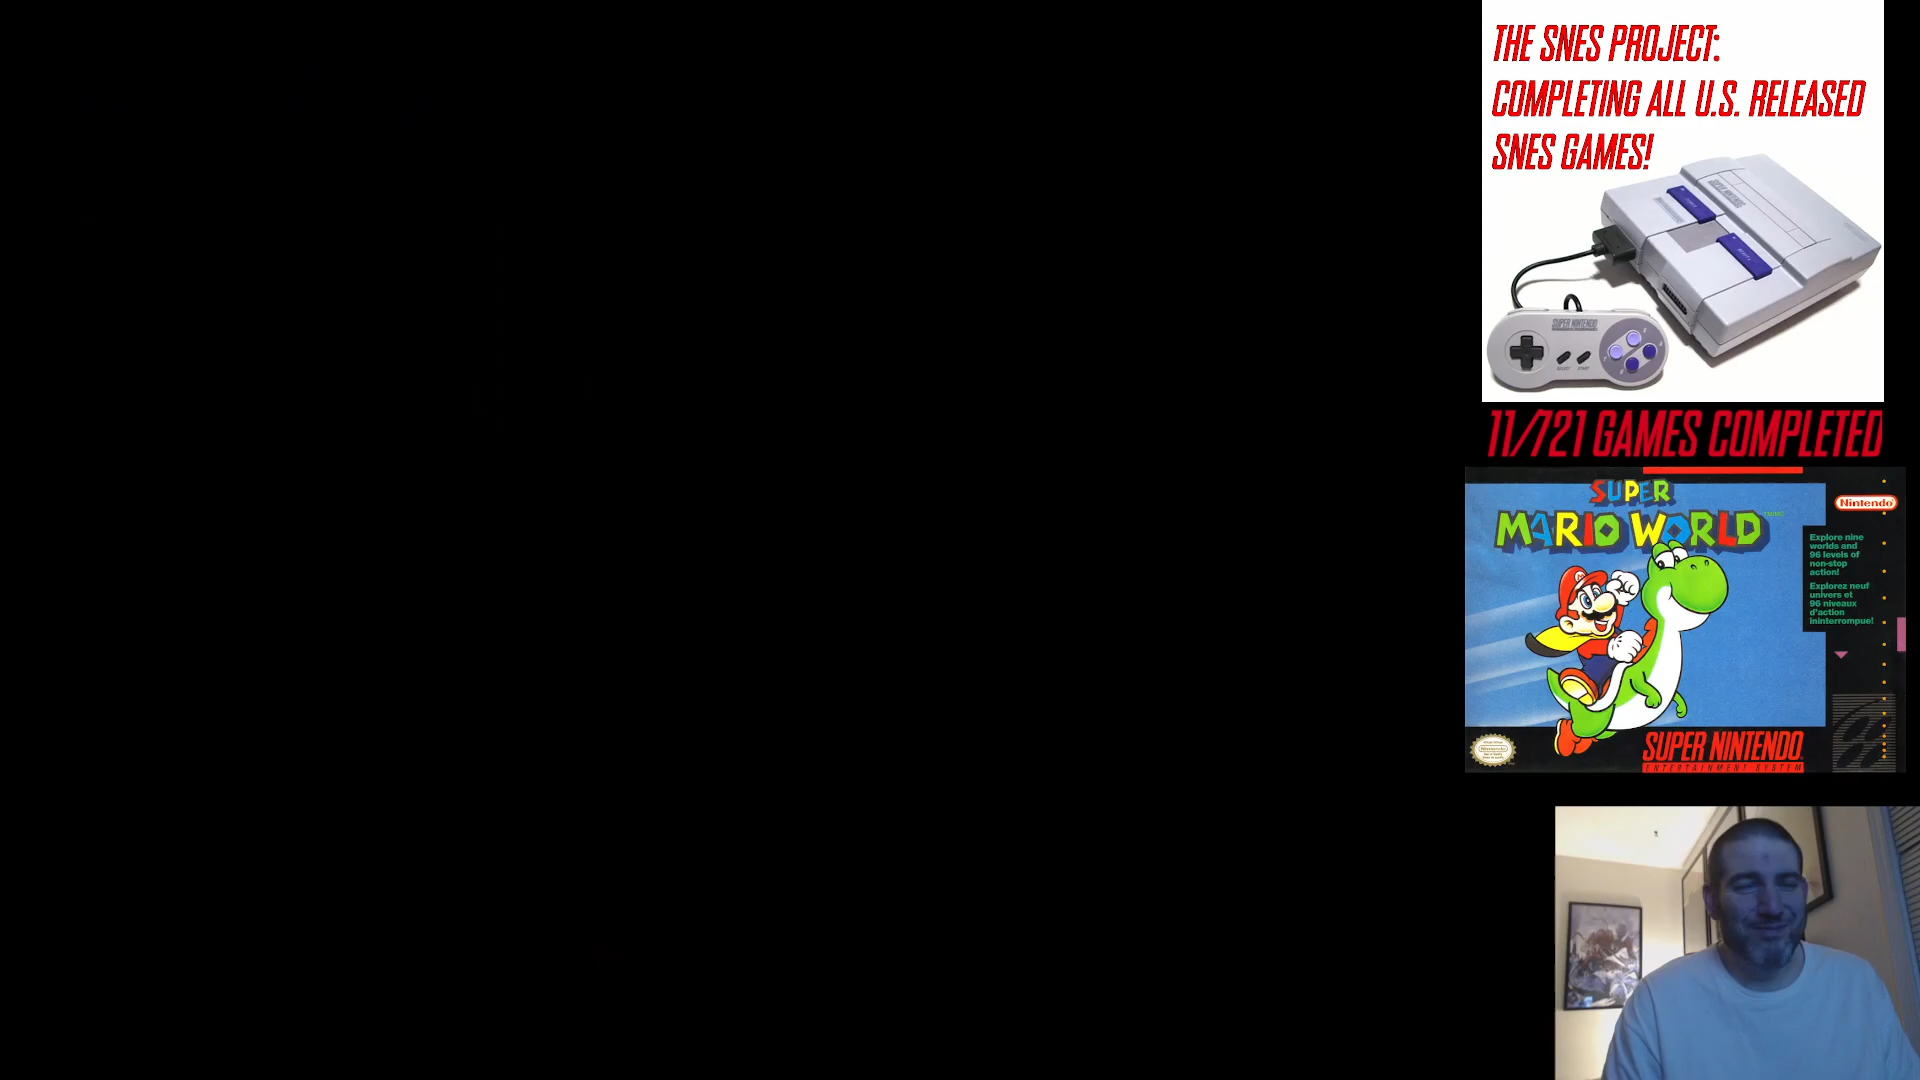 THE SNES PROJECT:
COMPLETING ALL U.S. RELEASED
SNES GAMES!
SUPER NINTENDO
11/721 GAMES COMPLETED
SUPER
MARIO WORLD
Nintendo
Explore nine
worlds and
96 levels of
non-stop
action!
Explorez neuf
univers et
96 niveaux
d'action
ininterrompue!
SUPER NINTENDO
ENTERTAINMENT SYSTEM